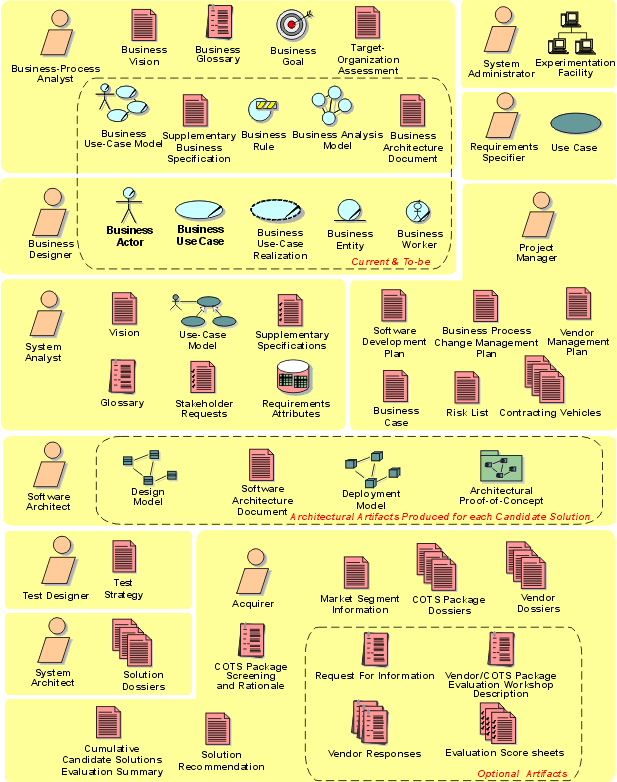 Business-Process
Analyst
Business
Vision
Business
Glossary
Business
Goal
Target-
Organization
Assessment
System
Administrator
Experimentation
Facility
Business
Use-Case Model
Supplementary
Business
Specification
Business
Rule
Business Analysis
Model
Business
Architecture
Document
Requirements
Specifier
Use Case
Business
Designer
Business
Actor
Business
Use Case
Business
Use-Case
Realization
Business
Entity
Business
Worker
Current & To-be
Project
Manager
System
Analyst
Vision
Use-Case
Model
Supplementary
Specifications
Glossary
Stakeholder
Requests
Requirements
Attributes
Software
Development
Plan
Business Process
Change Management
Plan
Vendor
Management
Plan
Business
Case
Risk List
Contracting Vehicles
Software
Architect
Design
Model
Software
Architecture
Document
Deployment
Model
Architectural
Proof-of-Concept
Architectural Artifacts Produced for each Candidate Solution
Test Designer
Test
Strategy
Acquirer
Market Segment
Information
COTS Package
Dossiers
Vendor
Dossiers
System
Architect
Solution
Dossiers
COTS Package
Screening
and Rationale
Request For Information
Vendor/COTS Package
Evaluation Workshop
Description
Cumulative
Candidate Solutions
Evaluation Summary
Solution
Recommendation
Vendor Responses
Evaluation Score sheets
Optional Artifacts